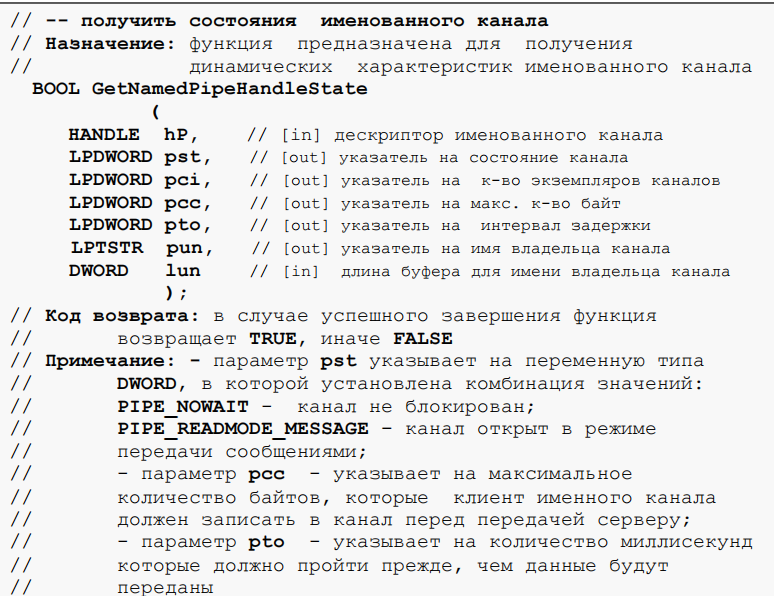 // -- получить состояния именованного канала
// Назначение: функция предназначена для получения
// динамических характеристик именованного канала
BOOL GetNamedPipeHandleState
(
HANDLE hP, // [in] дескриптор именованного канала
LPDWORD pst, // [out] указатель на состояние канала
LPDWORD pci, // [out] указатель на к-во экземпляров каналов
LPDWORD pcc, // [out] указатель на макс. к-во байт
LPDWORD pto, // [out] указатель на интервал задержки
LPTSTR pun, // [out] указатель на имя владельца канала
DWORD lun // [in] длина буфера для имени владельца канала
);
// Код возврата: в случае успешного завершения функция
// возвращает TRUE, иначе FALSE
// Примечание: - параметр pst указывает на переменную типа
// DWORD, в которой установлена комбинация значений:
// PIPE_NOWAIT - канал не блокирован;
// PIPE_READMODE_MESSAGE - канал открыт в режиме
// передачи сообщениями;
// - параметр pcc - указывает на максимальное
// количество байтов, которые клиент именного канала
// должен записать в канал перед передачей серверу;
// - параметр pto - указывает на количество миллисекунд
// которые должно пройти прежде, чем данные будут
// переданы